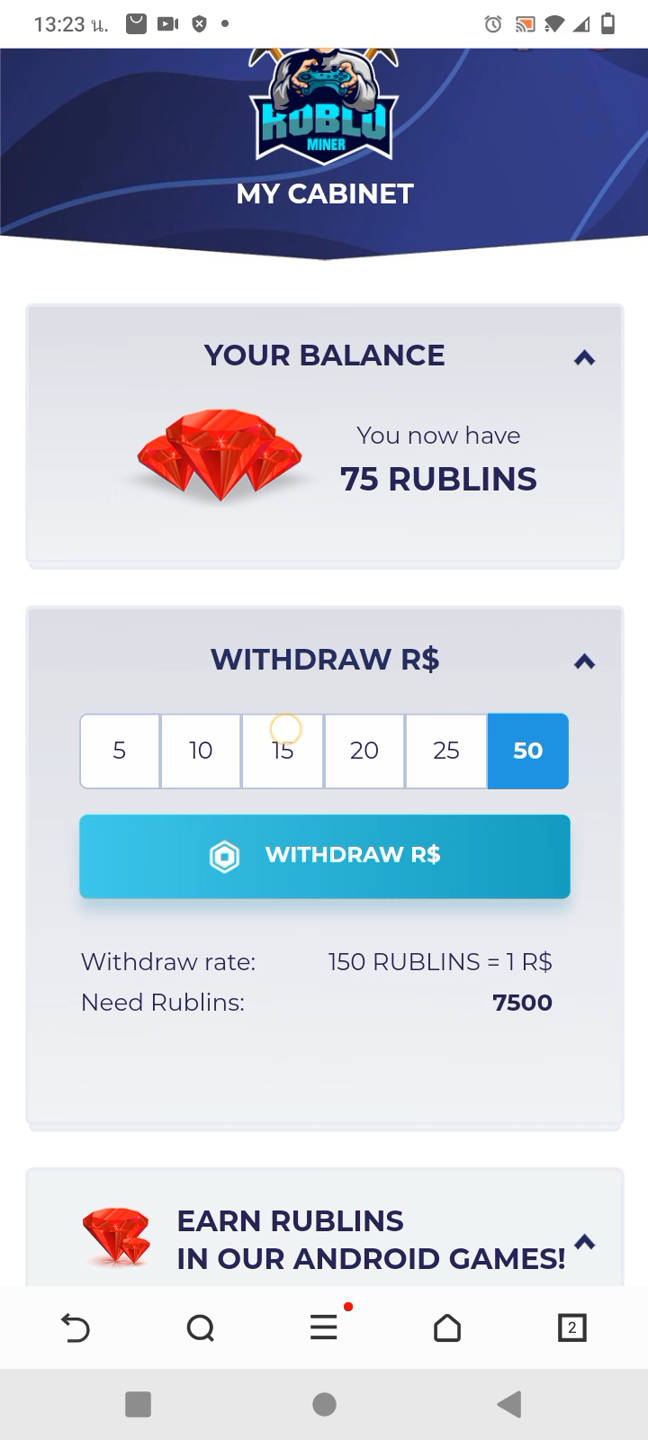 13:23 น.
ROBLO
MINER
MY CABINET
YOUR BALANCE
You now have
75 RUBLINS
WITHDRAW R$
5 10 15 20 25 50
WITHDRAW R$
Withdraw rate: 150 RUBLINS = 1 R$
Need Rublins: 7500
EARN RUBLINS
IN OUR ANDROID GAMES!
2